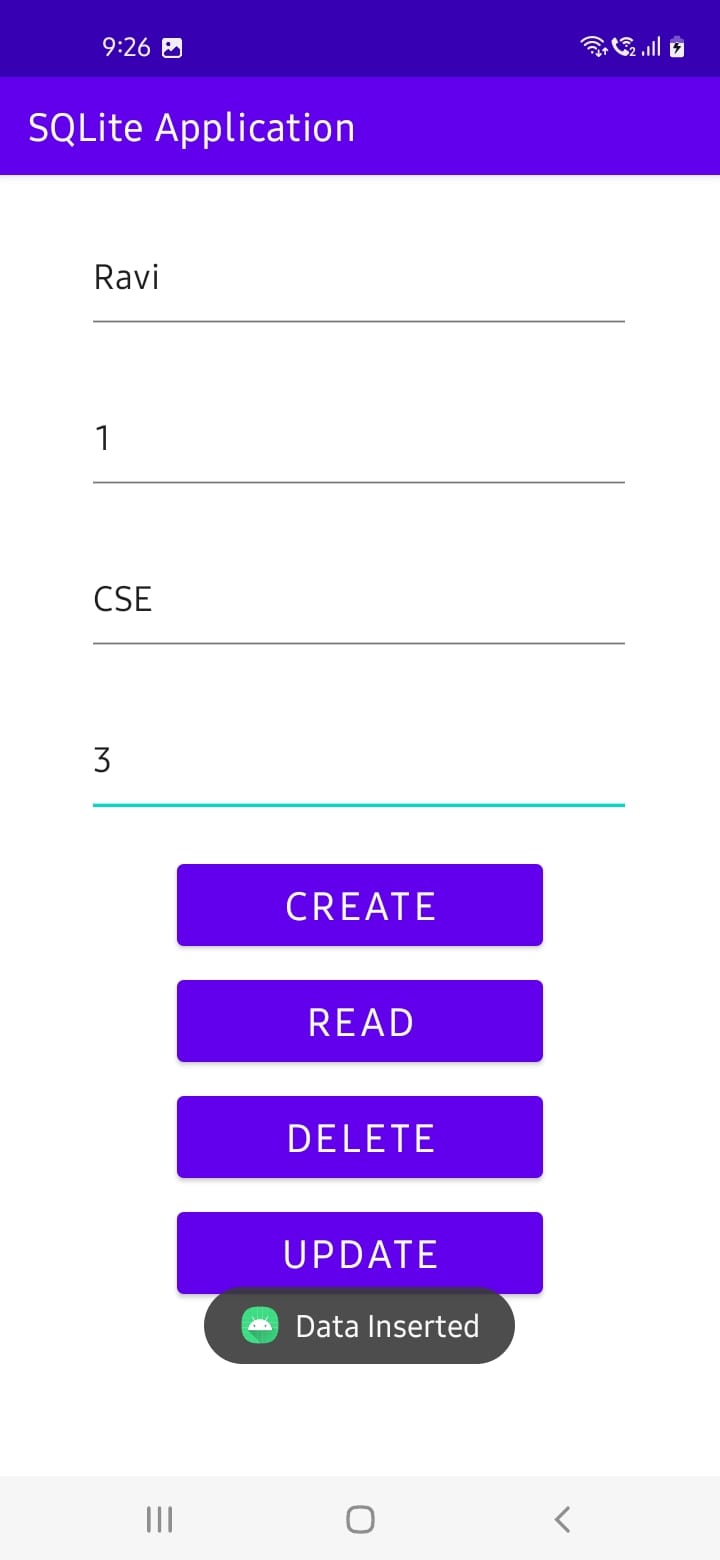 9:26
SQLite Application
Ravi
1
CSE
3
CREATE
READ
DELETE
UPDATE
Data Inserted